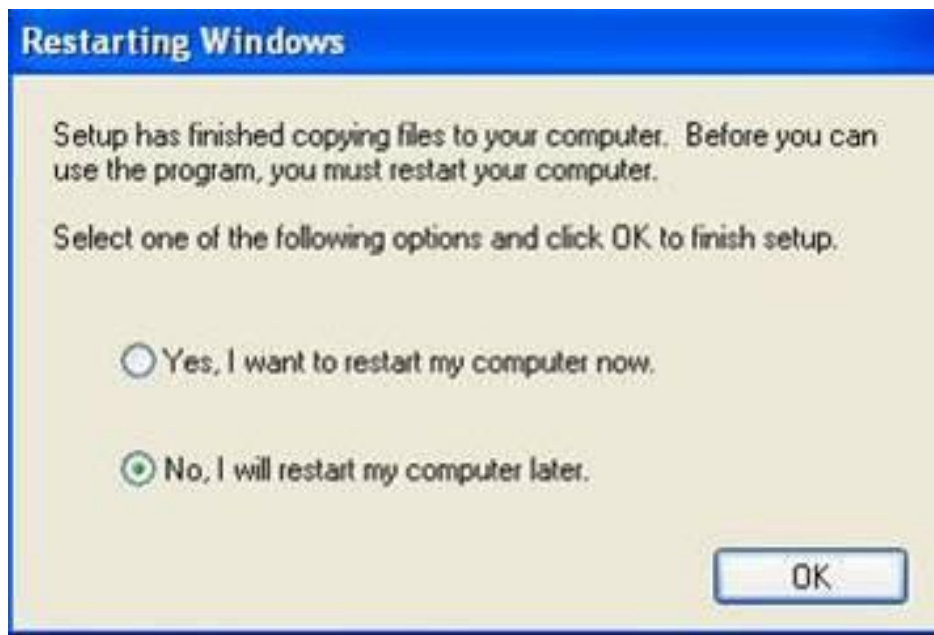 Restarting Windows
Setup has finished copying files to your computer.  Before you can
use the program, you must restart your computer.
Select one of the following options and click OK to finish setup.
Yes, I want to restart my computer now.
No, I will restart my computer later.
OK